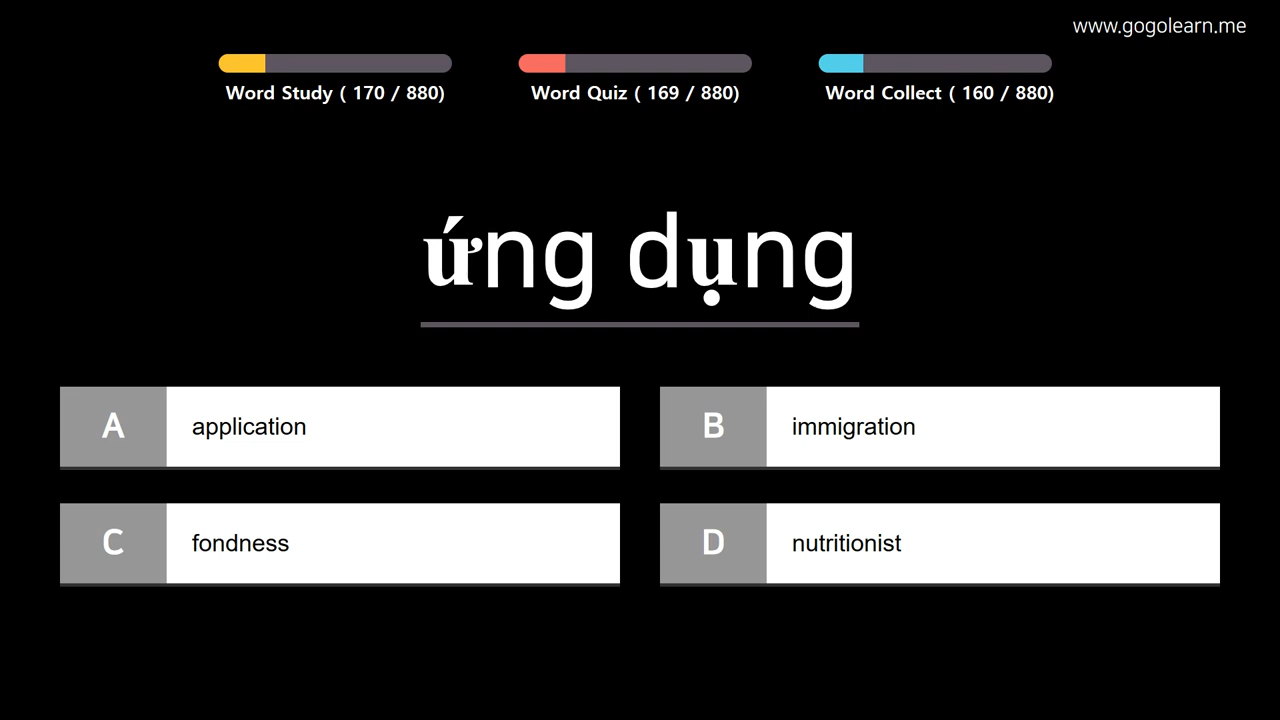 www.gogolearn.me
Word Study ( 170 / 880)
Word Quiz ( 169 / 880)
Word Collect ( 160 / 880)
ứng dụng
A application
B immigration
C fondness
D nutritionist